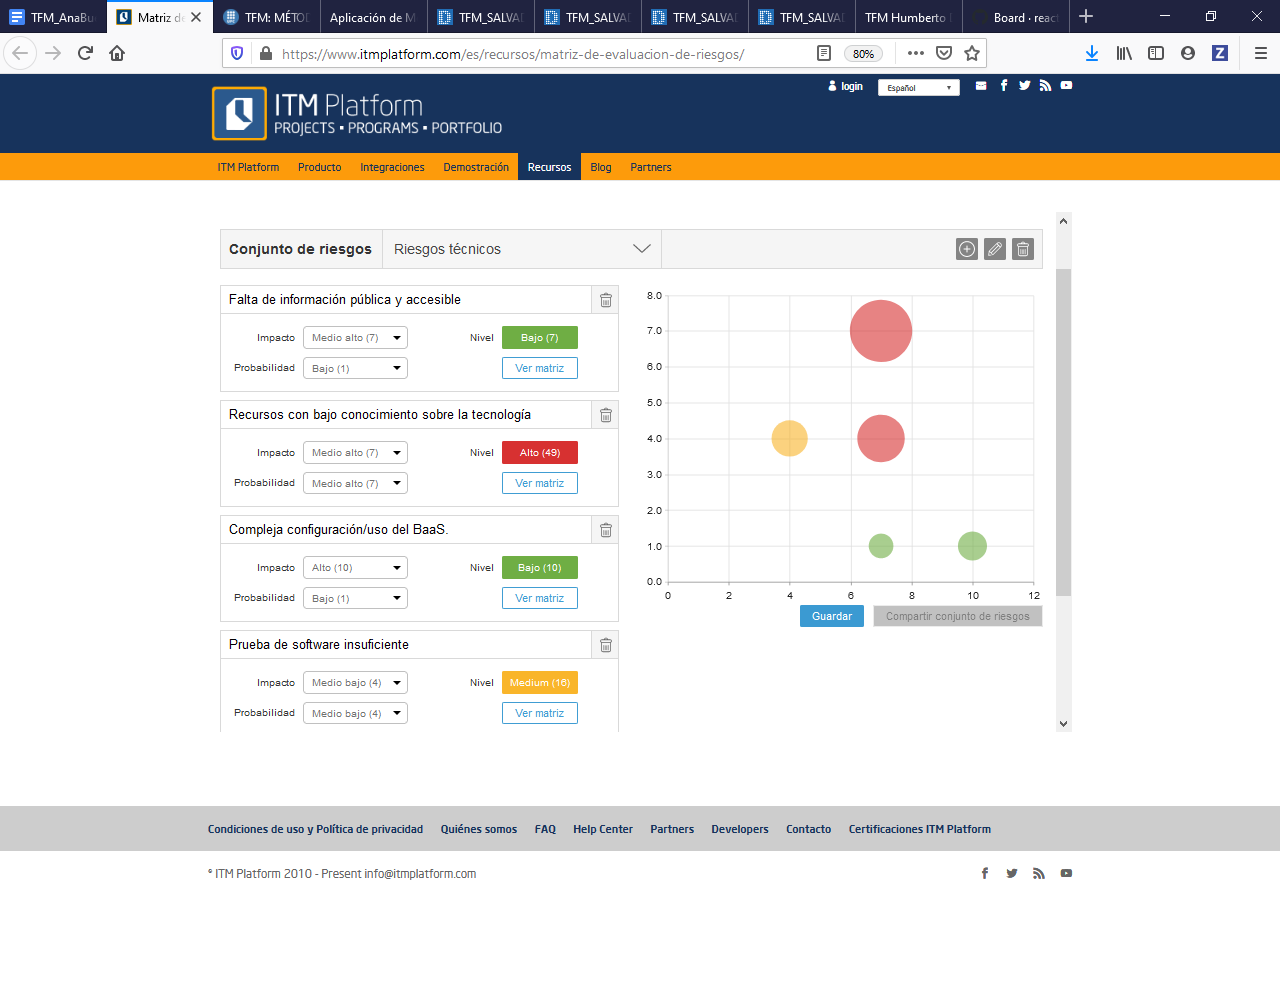 TFM_AnaBu
Matriz de
TFM: MÉTO
Aplicación de M
TFM_SALVA
TFM_SALVA
TFM_SALVA
TFM_SALVA
TFM Humberto
Board · reac
https://www.itmplatform.com/es/recursos/matriz-de-evaluacion-de-riesgos/
80%
Z
login
Español
ITM Platform
PROJECTS ▪ PROGRAMS ▪ PORTFOLIO
ITM Platform
Producto
Integraciones
Demostración
Recursos
Blog
Partners
Conjunto de riesgos
Riesgos técnicos
Falta de información pública y accesible
Impacto
Medio alto (7)
Nivel
Bajo (7)
Probabilidad
Bajo (1)
Ver matriz
Recursos con bajo conocimiento sobre la tecnología
Impacto
Medio alto (7)
Nivel
Alto (49)
Probabilidad
Medio alto (7)
Ver matriz
Compleja configuración/uso del BaaS.
Impacto
Alto (10)
Nivel
Bajo (10)
Probabilidad
Bajo (1)
Ver matriz
Prueba de software insuficiente
Impacto
Medio bajo (4)
Nivel
Medium (16)
Probabilidad
Medio bajo (4)
Ver matriz
8.0
7.0
6.0
5.0
4.0
3.0
2.0
1.0
0.0
0 2 4 6 8 10 12
Guardar
Compartir conjunto de riesgos
Condiciones de uso y Política de privacidad
Quiénes somos
FAQ
Help Center
Partners
Developers
Contacto
Certificaciones ITM Platform
© ITM Platform 2010 - Present info@itmplatform.com